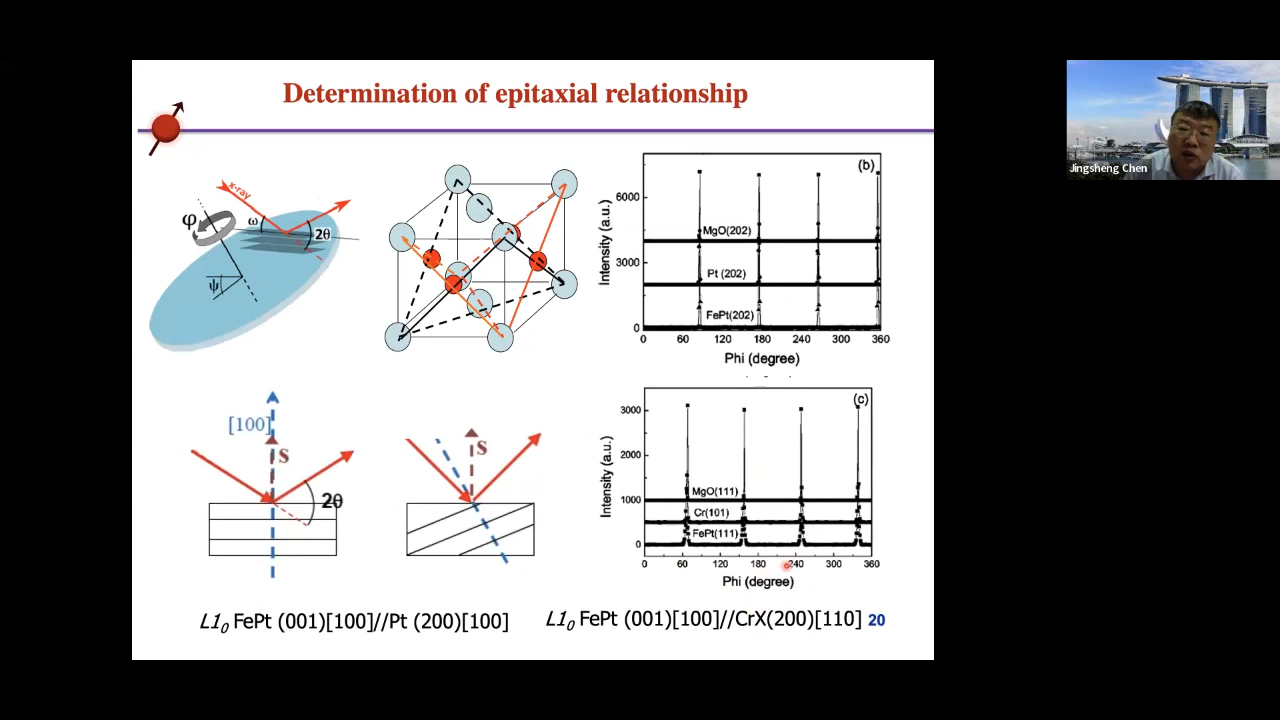 Determination of epitaxial relationship
Jingsheng Chen
x-ray
φ
ω
2θ
ψ
(b)
Intensity (a.u.)
6000
3000
0
MgO(202)
Pt (202)
FePt(202)
0 60 120 180 240 300 360
Phi (degree)
[100]
S
2θ
S
(c)
Intensity (a.u.)
3000
2000
1000
0
MgO(111)
Cr(101)
FePt(111)
0 60 120 180 240 300 360
Phi (degree)
L1₀ FePt (001)[100]//Pt (200)[100]
L1₀ FePt (001)[100]//CrX(200)[110] 20